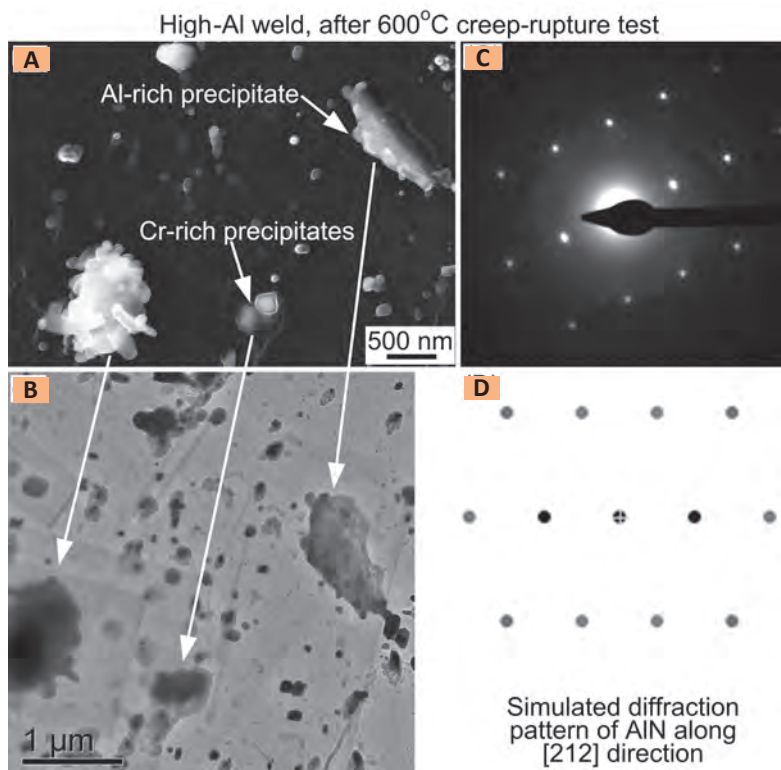 High-Al weld, after 600°C creep-rupture test
A
Al-rich precipitate
Cr-rich precipitates
500 nm
C
B
1 µm
D
Simulated diffraction
pattern of AlN along
[212] direction